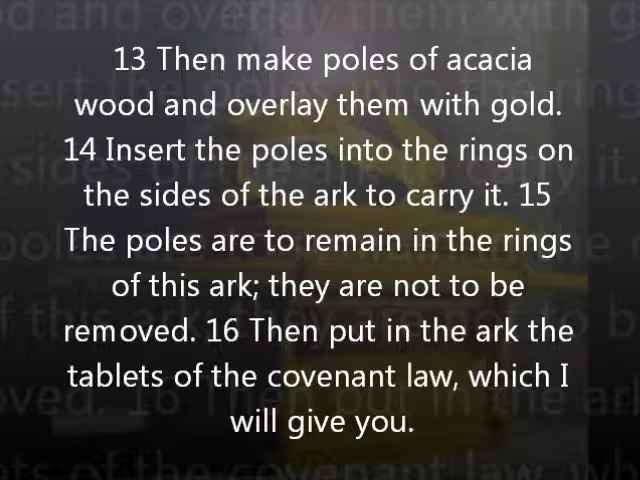 13 Then make poles of acacia
wood and overlay them with gold.
14 Insert the poles into the rings on
the sides of the ark to carry it. 15
The poles are to remain in the rings
of this ark; they are not to be
removed. 16 Then put in the ark the
tablets of the covenant law, which I
will give you.